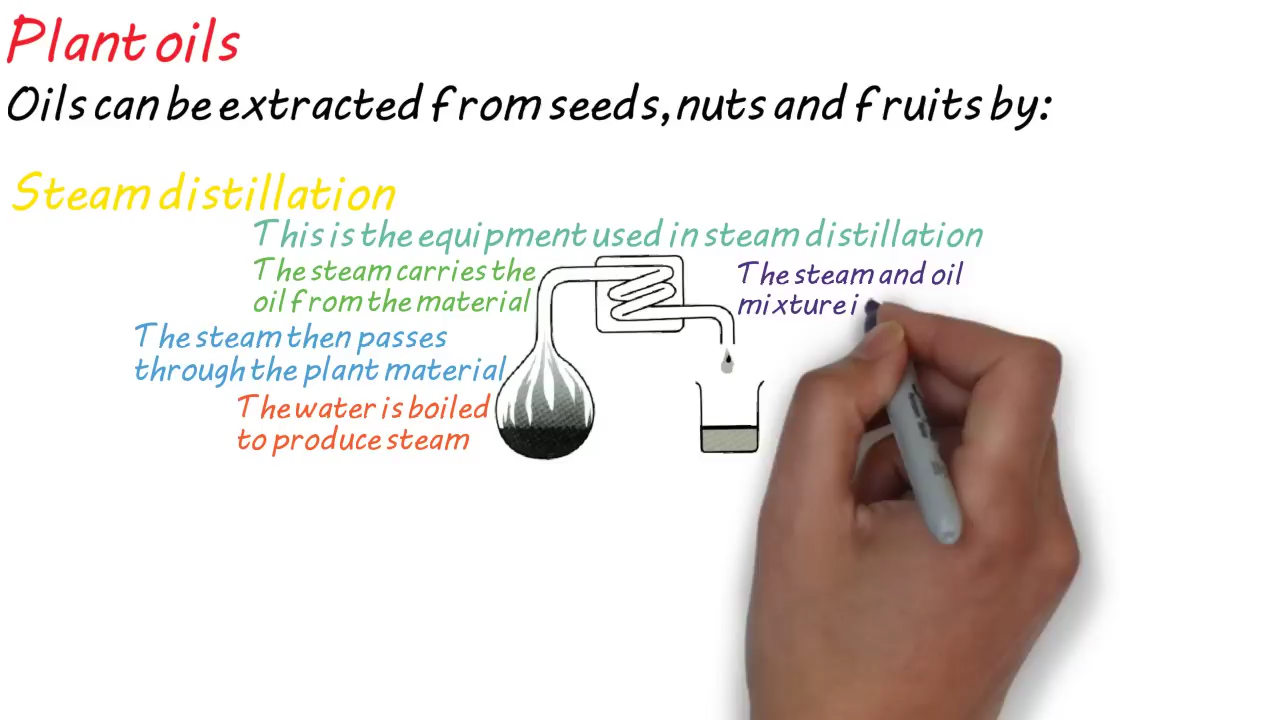 Plant oils
Oils can be extracted from seeds, nuts and fruits by:
Steam distillation
This is the equipment used in steam distillation
The steam carries the
oil from the material
The steam and oil
mixture i
The steam then passes
through the plant material
The water is boiled
to produce steam